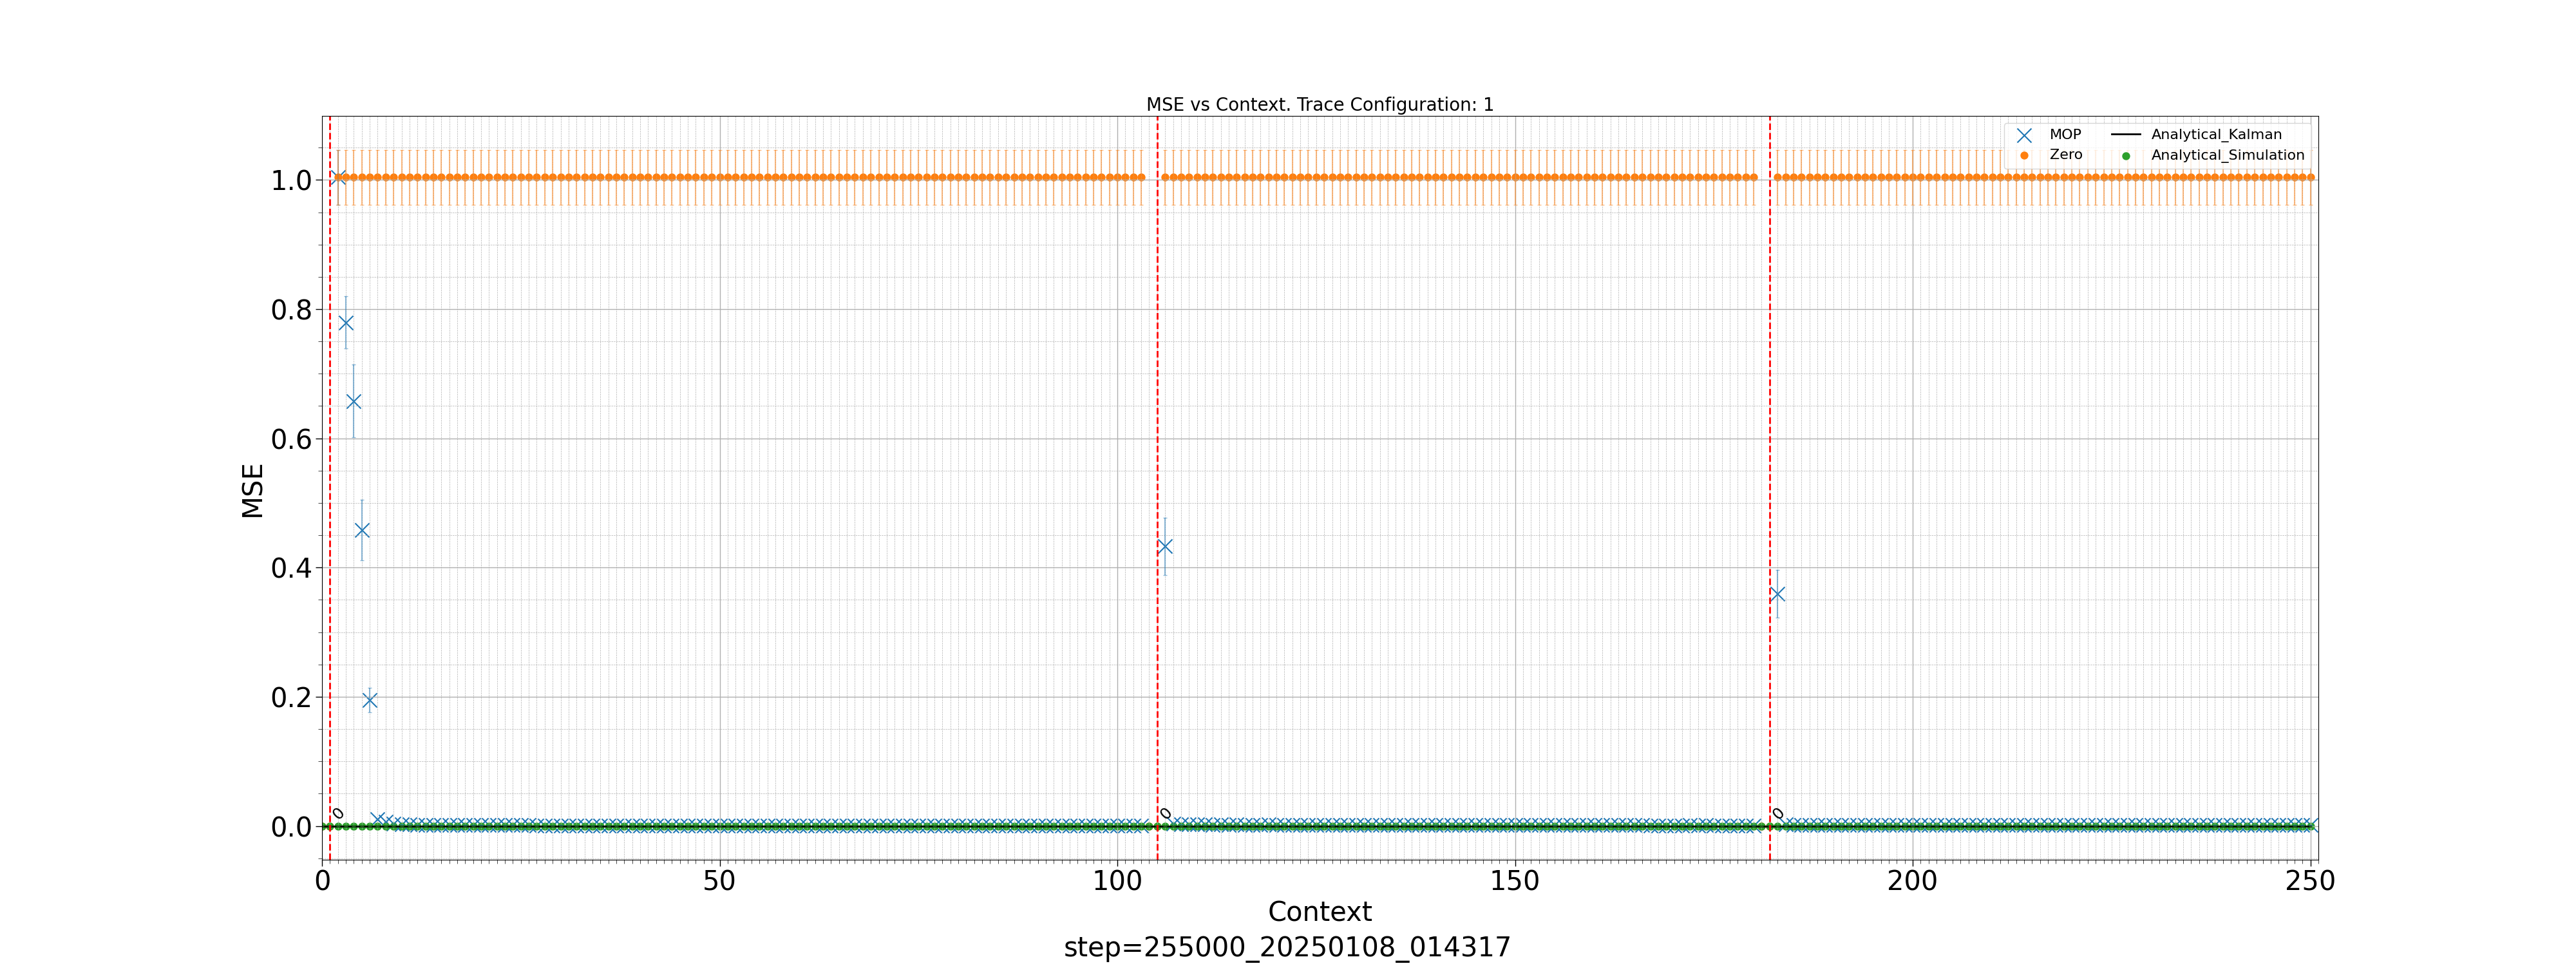 MSE vs Context. Trace Configuration: 1
MOP
Zero
Analytical_Kalman
Analytical_Simulation
1.0
0.8
0.6
0.4
0.2
0.0
MSE
0
0
0
0
50
100
150
200
250
Context
step=255000_20250108_014317